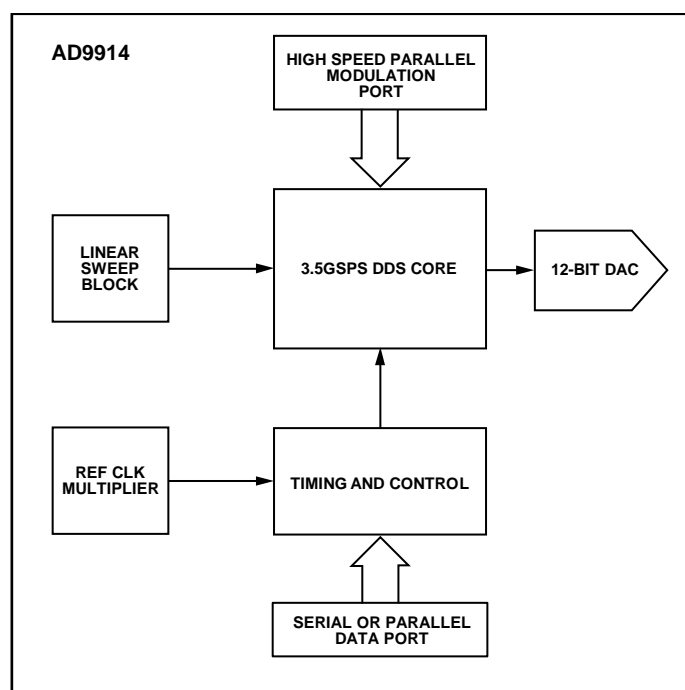 AD9914
HIGH SPEED PARALLEL
MODULATION
PORT
LINEAR
SWEEP
BLOCK
3.5GSPS DDS CORE
12-BIT DAC
REF CLK
MULTIPLIER
TIMING AND CONTROL
SERIAL OR PARALLEL
DATA PORT